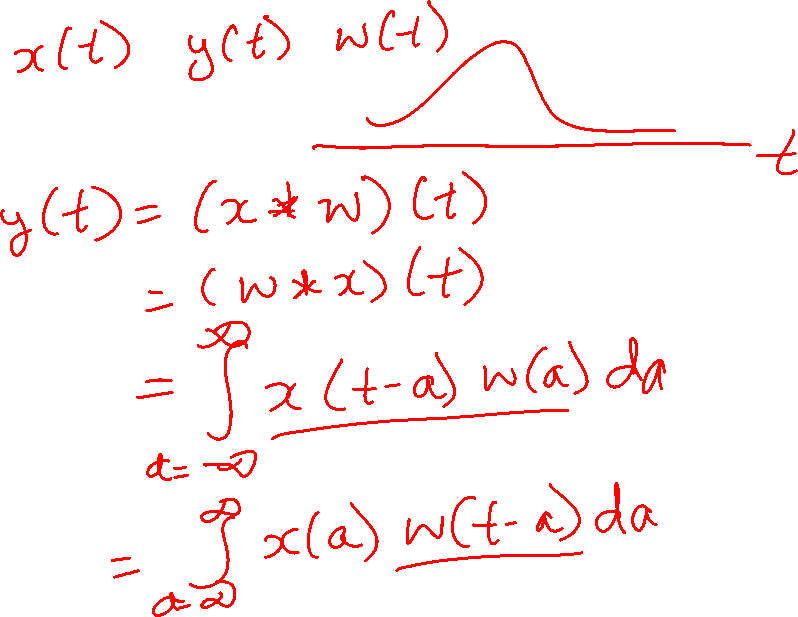 x(t) y(t) w(t)
t
y(t) = (x * w)(t)
= (w * x)(t)
= ∫_{a=-∞}^{∞} x(t-a) w(a) da
= ∫_{a=∞}^{∞} x(a) w(t-a) da